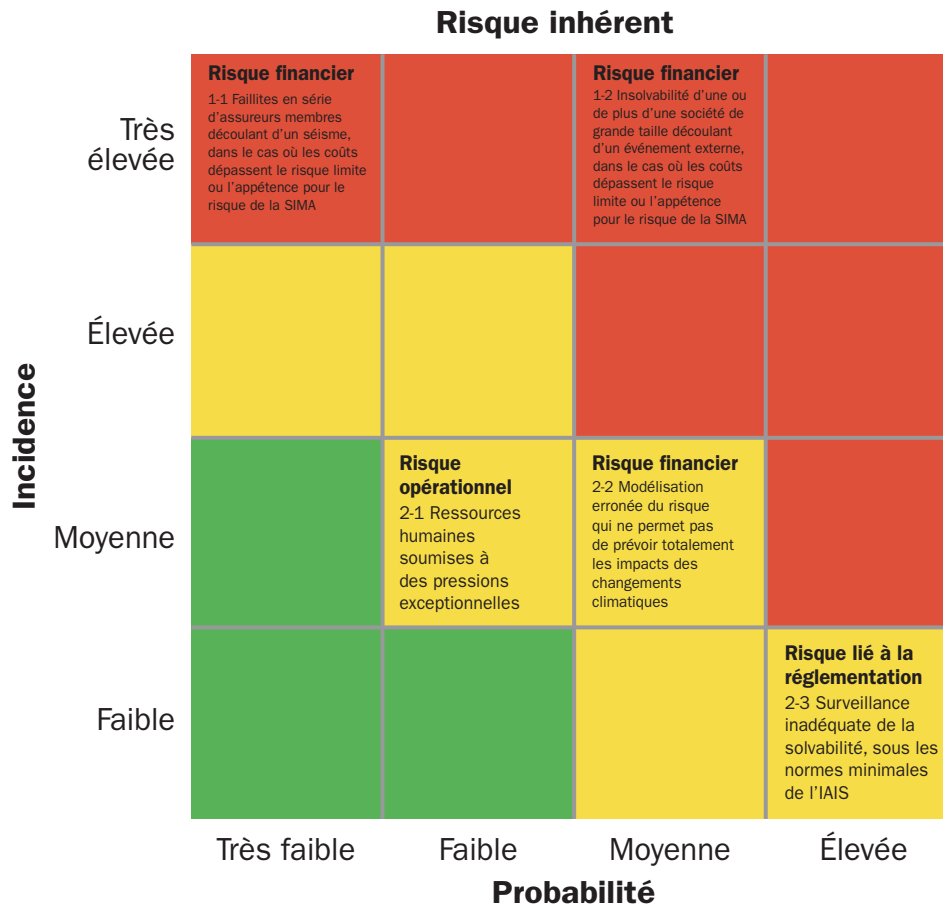 Risque inhérent
Incidence
Très
élevée
Risque financier
1-1 Faillites en série
d'assureurs membres
découlant d'un séisme,
dans le cas où les coûts
dépassent le risque limite
ou l'appétence pour le
risque de la SIMA
Risque financier
1-2 Insolvabilité d'une ou
de plus d'une société de
grande taille découlant
d'un événement externe,
dans le cas où les coûts
dépassent le risque
limite ou l'appétence
pour le risque de la SIMA
Élevée
Moyenne
Risque
opérationnel
2-1 Ressources
humaines
soumises à
des pressions
exceptionnelles
Risque financier
2-2 Modélisation
erronée du risque
qui ne permet pas
de prévoir totalement
les impacts des
changements
climatiques
Faible
Risque lié à la
réglementation
2-3 Surveillance
inadéquate de la
solvabilité, sous les
normes minimales
de l'IAIS
Très faible
Faible
Moyenne
Élevée
Probabilité